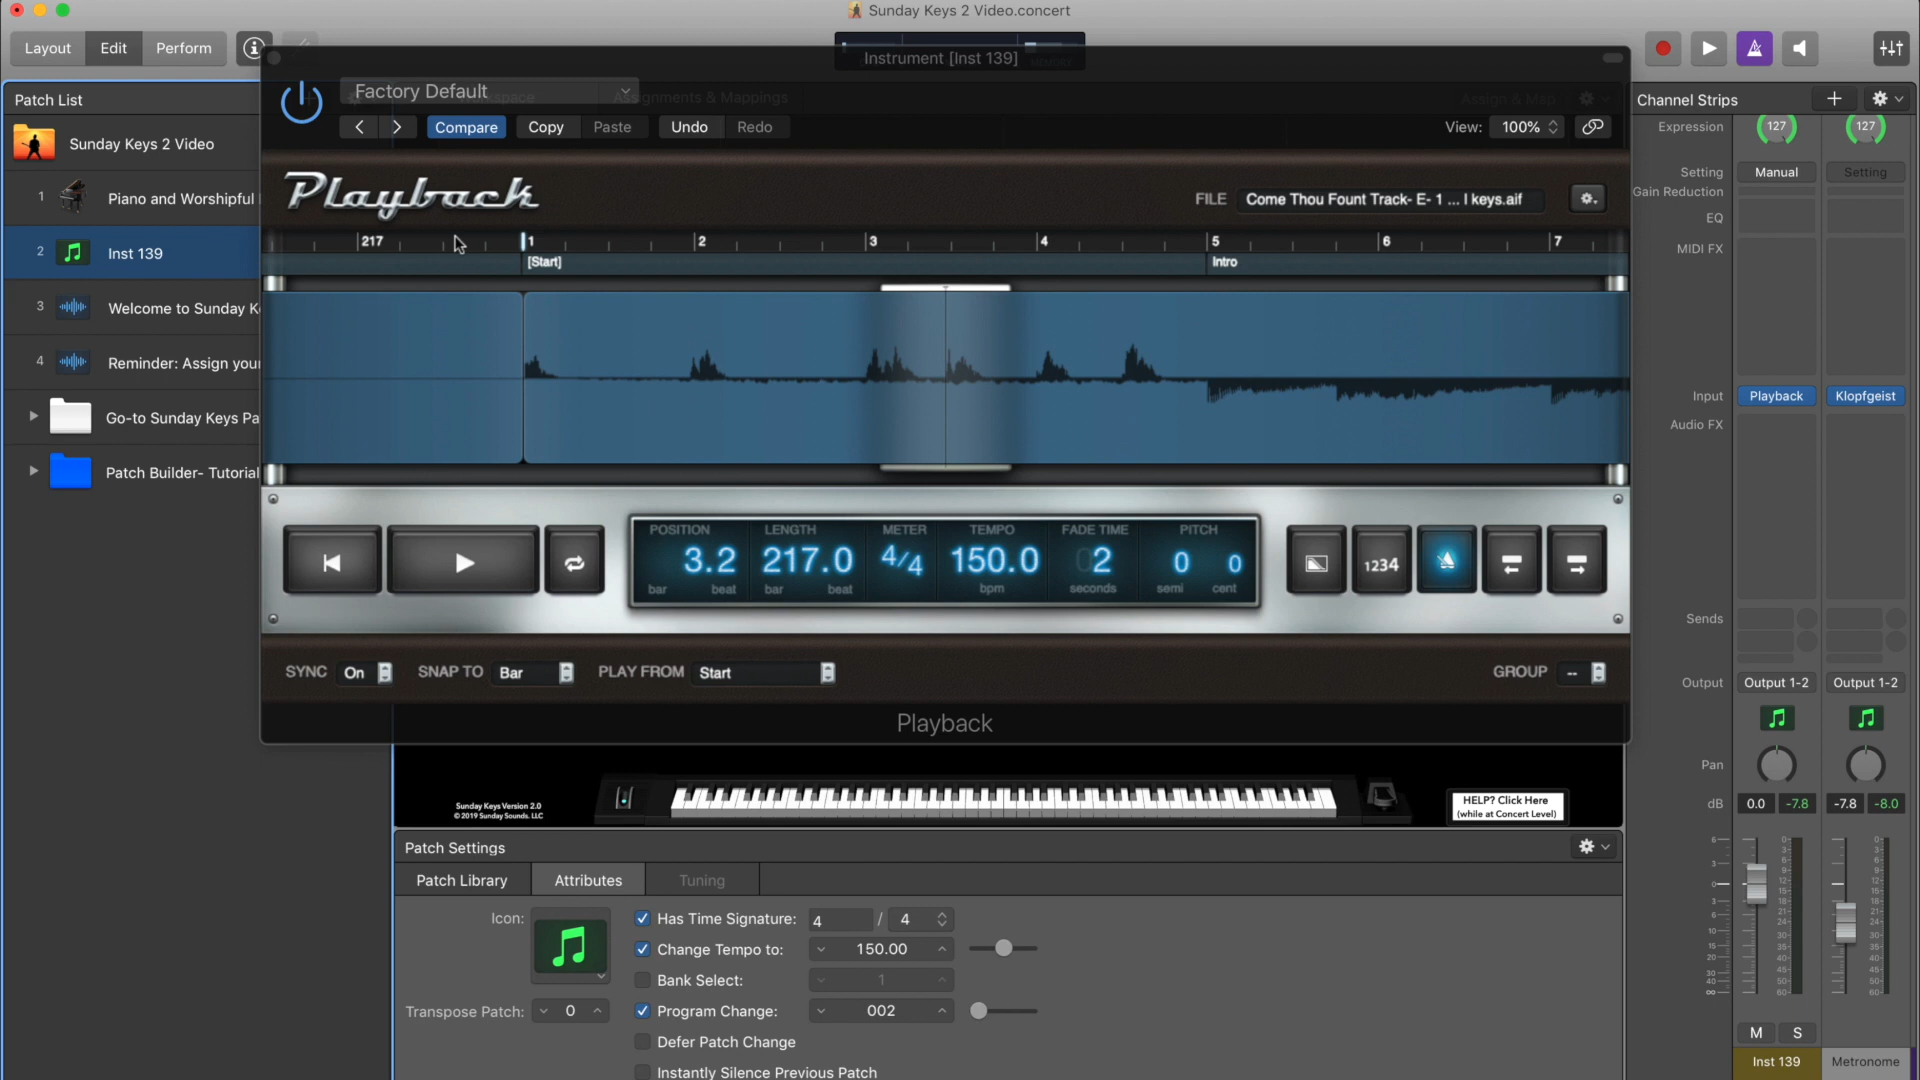 Sunday Keys 2 Video.concert
Layout Edit Perform
Instrument [Inst 139]
Patch List
Factory Default
Assignments & Mappings
Assign & Map
Channel Strips
Compare Copy Paste Undo Redo
View: 100%
Expression 127 127
Sunday Keys 2 Video
Setting Manual Setting
Gain Reduction
EQ
MIDI FX
1 Piano and Worshipful
Playback
FILE Come Thou Fount Track- E- 1 ... l keys.aif
217 1 2 3 4 5 6 7
[Start] Intro
2 Inst 139
3 Welcome to Sunday K
4 Reminder: Assign your
Go-to Sunday Keys Pa
Patch Builder- Tutorial
Input Playback Klopfgeist
Audio FX
POSITION LENGTH METER TEMPO FADE TIME PITCH
3.2 217.0 4/4 150.0 2 0 0
bar beat bar beat bpm seconds semi cent
1234
Sends
SYNC On SNAP TO Bar PLAY FROM Start GROUP --
Output Output 1-2 Output 1-2
Playback
Pan
dB 0.0 -7.8 -7.8 -8.0
Sunday Keys Version 2.0
© 2019 Sunday Sounds. LLC
HELP? Click Here
(while at Concert Level)
Patch Settings
Patch Library Attributes Tuning
Icon:
Has Time Signature: 4 / 4
Change Tempo to: 150.00
Bank Select: 1
Transpose Patch: 0
Program Change: 002
Defer Patch Change
Instantly Silence Previous Patch
M S
Inst 139 Metronome